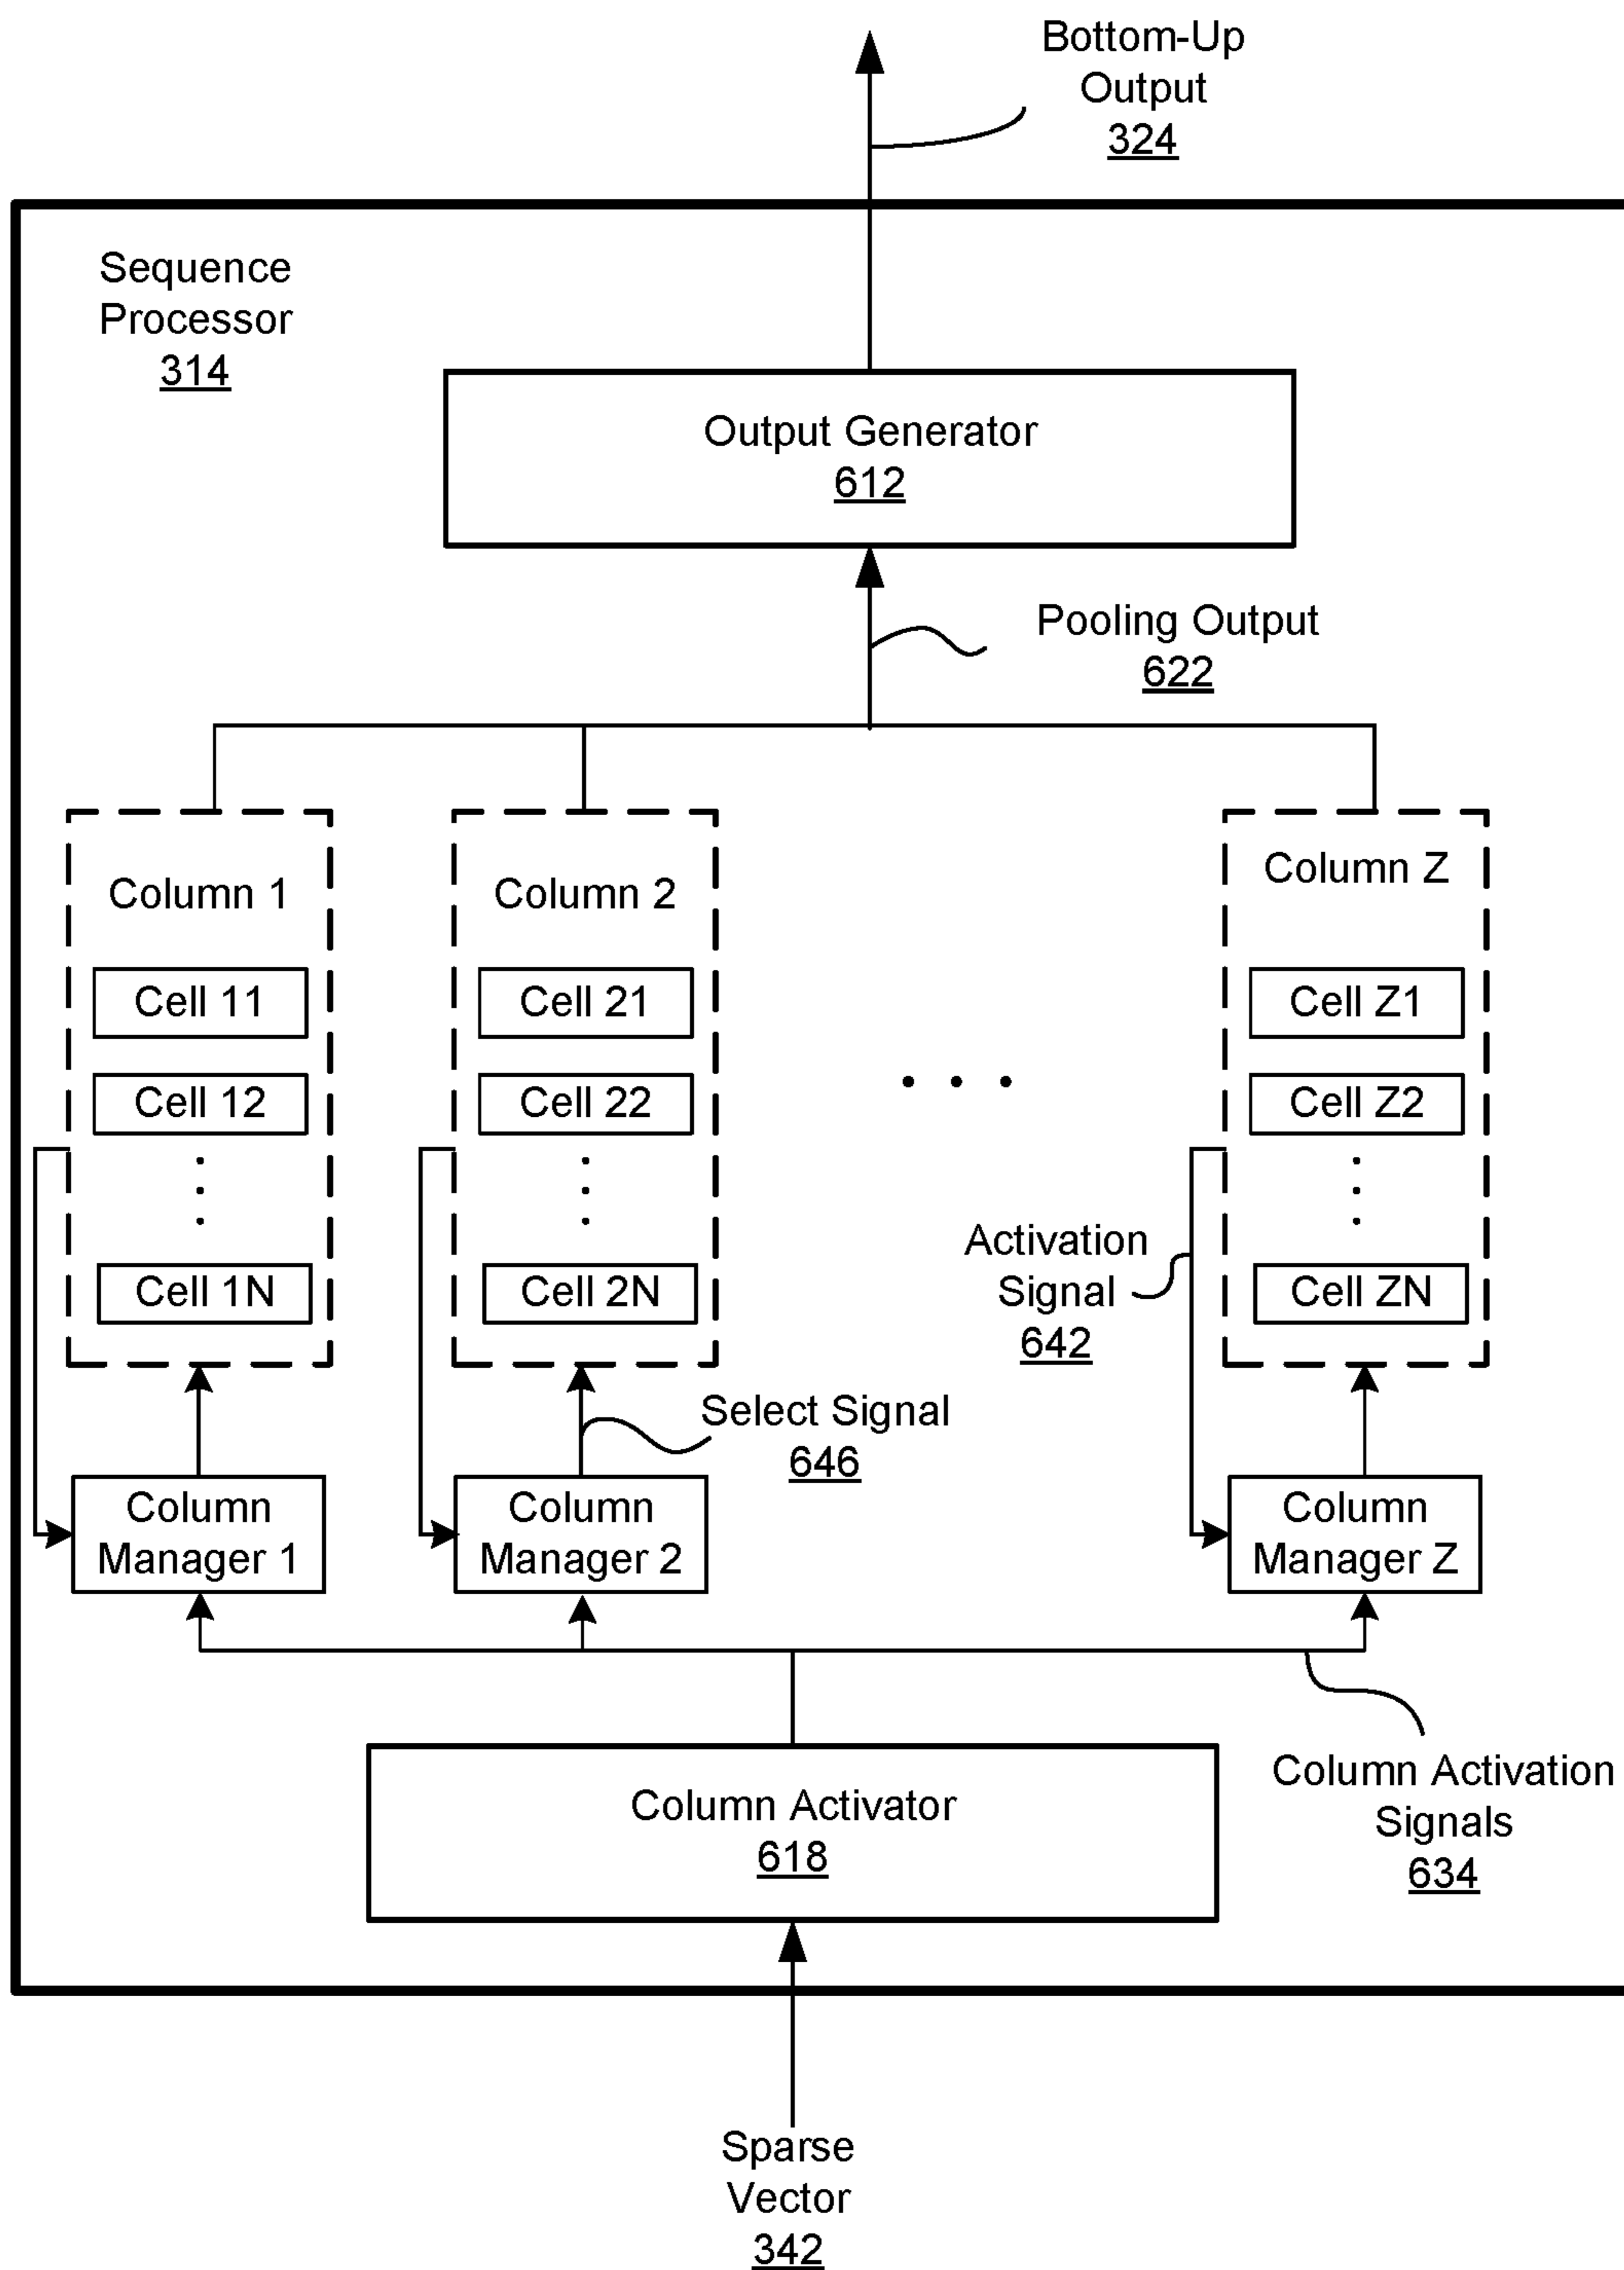 Bottom-Up
Output
324
Sequence
Processor
314
Output Generator
612
Pooling Output
622
Column 1
Column 2
Column Z
Cell 11
Cell 21
Cell Z1
Cell 12
Cell 22
Cell Z2
Cell 1N
Cell 2N
Cell ZN
Activation
Signal
642
Select Signal
646
Column
Manager 1
Column
Manager 2
Column
Manager Z
Column Activator
618
Column Activation
Signals
634
Sparse
Vector
342